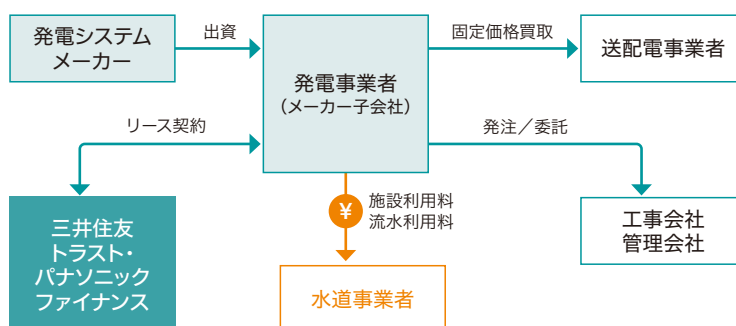 発電システム
メーカー
出資
発電事業者
（メーカー子会社）
固定価格買取
送配電事業者
リース契約
発注／委託
三井住友
トラスト・
パナソニック
ファイナンス
¥
施設利用料
流水利用料
工事会社
管理会社
水道事業者